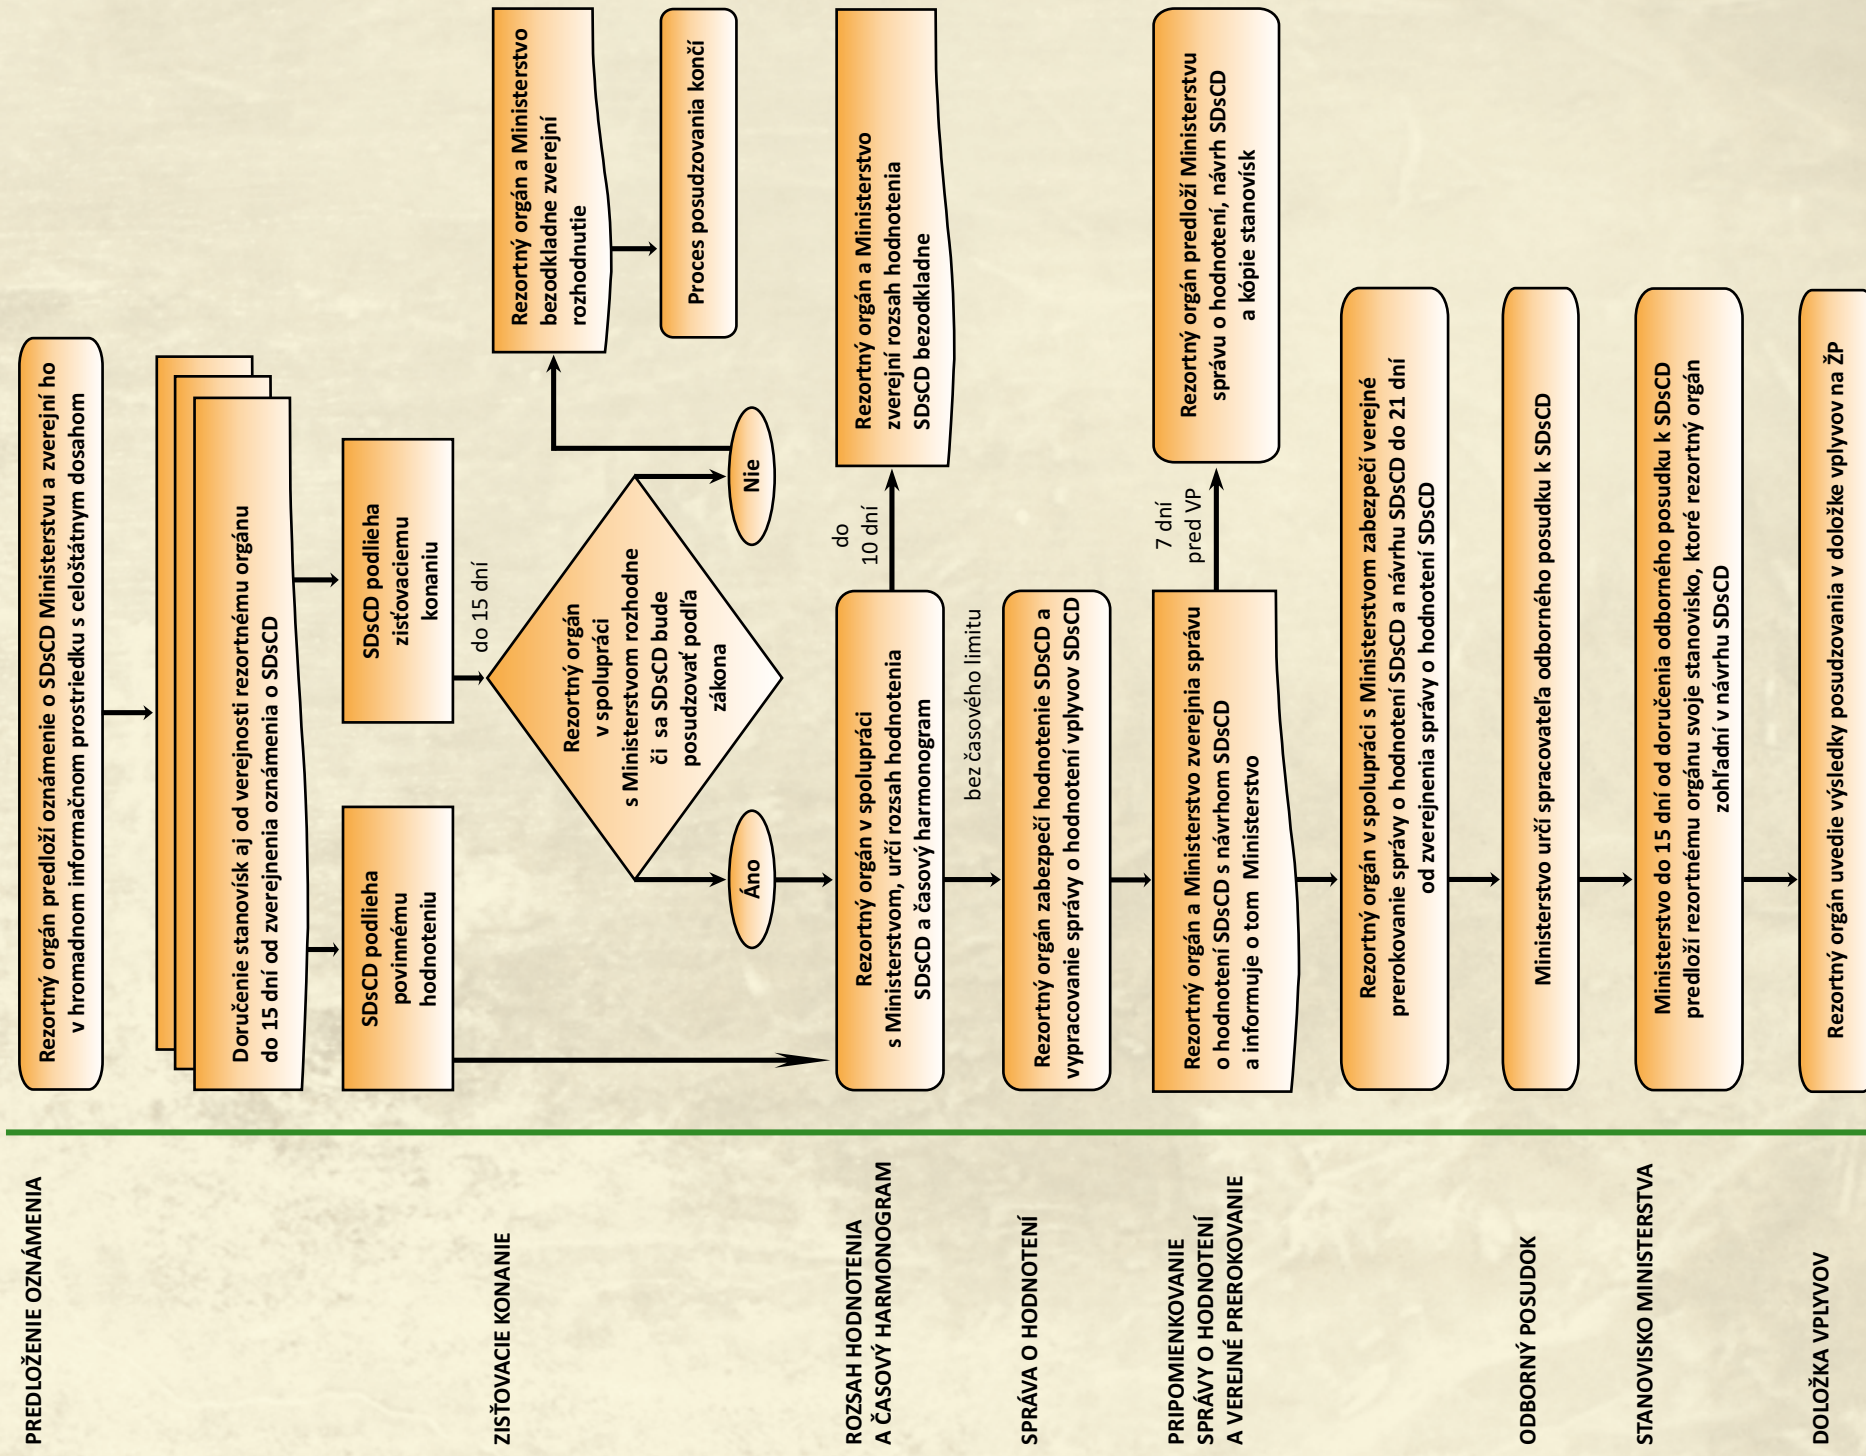 PREDLOŽENIE OZNÁMENIA
Rezortný orgán predloží oznámenie o SDsCD Ministerstvu a zverejní ho
v hromadnom informačnom prostriedku s celoštátnym dosahom
Doručenie stanovísk aj od verejnosti rezortnému orgánu
do 15 dní od zverejnenia oznámenia o SDsCD
ZISŤOVACIE KONANIE
SDsCD podlieha
povinnému
hodnoteniu
SDsCD podlieha
zisťovaciemu
konaniu
do 15 dní
Rezortný orgán
v spolupráci
s Ministerstvom rozhodne
či sa SDsCD bude
posudzovať podľa
zákona
Áno
Nie
Rezortný orgán a Ministerstvo
bezodkladne zverejní
rozhodnutie
Proces posudzovania končí
ROZSAH HODNOTENIA
A ČASOVÝ HARMONOGRAM
Rezortný orgán v spolupráci
s Ministerstvom, určí rozsah hodnotenia
SDsCD a časový harmonogram
do
10 dní
Rezortný orgán a Ministerstvo
zverejní rozsah hodnotenia
SDsCD bezodkladne
bez časového limitu
SPRÁVA O HODNOTENÍ
Rezortný orgán zabezpečí hodnotenie SDsCD a
vypracovanie správy o hodnotení vplyvov SDsCD
PRIPOMIENKOVANIE
SPRÁVY O HODNOTENÍ
A VEREJNÉ PREROKOVANIE
Rezortný orgán a Ministerstvo zverejnia správu
o hodnotení SDsCD s návrhom SDsCD
a informuje o tom Ministerstvo
7 dní
pred VP
Rezortný orgán predloží Ministerstvu
správu o hodnotení, návrh SDsCD
a kópie stanovísk
Rezortný orgán v spolupráci s Ministerstvom zabezpečí verejné
prerokovanie správy o hodnotení SDsCD a návrhu SDsCD do 21 dní
od zverejnenia správy o hodnotení SDsCD
ODBORNÝ POSUDOK
Ministerstvo určí spracovateľa odborného posudku k SDsCD
STANOVISKO MINISTERSTVA
Ministerstvo do 15 dní od doručenia odborného posudku k SDsCD
predloží rezortnému orgánu svoje stanovisko, ktoré rezortný orgán
zohľadní v návrhu SDsCD
DOLOŽKA VPLYVOV
Rezortný orgán uvedie výsledky posudzovania v doložke vplyvov na ŽP